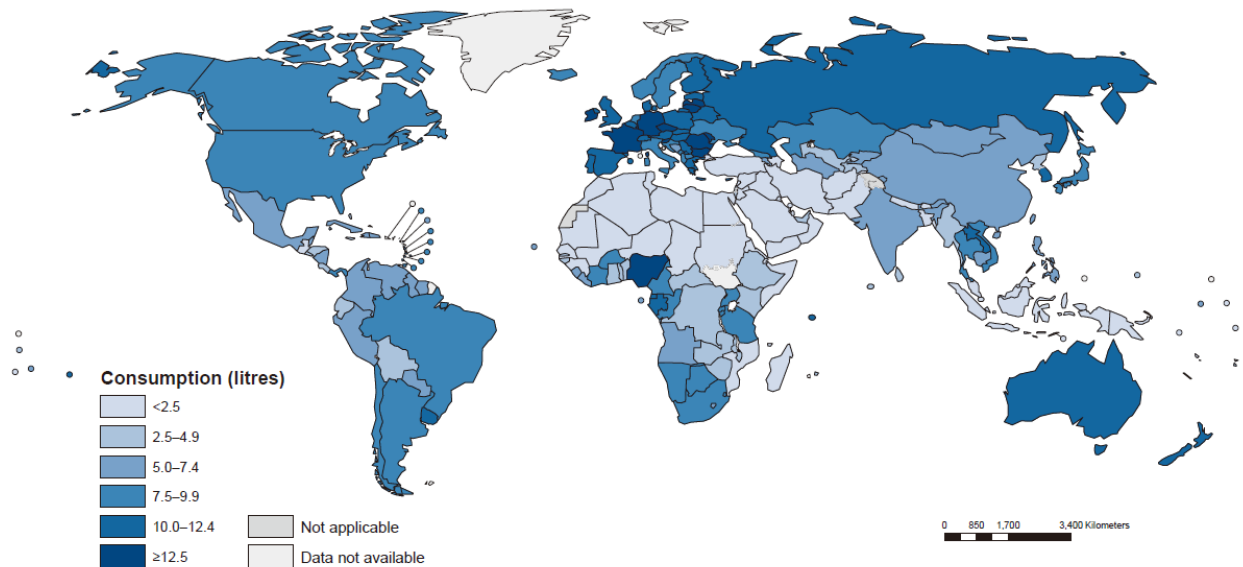 Consumption (litres)
<2.5
2.5–4.9
5.0–7.4
7.5–9.9
10.0–12.4
≥12.5
Not applicable
Data not available
0 850 1,700 3,400 Kilometers